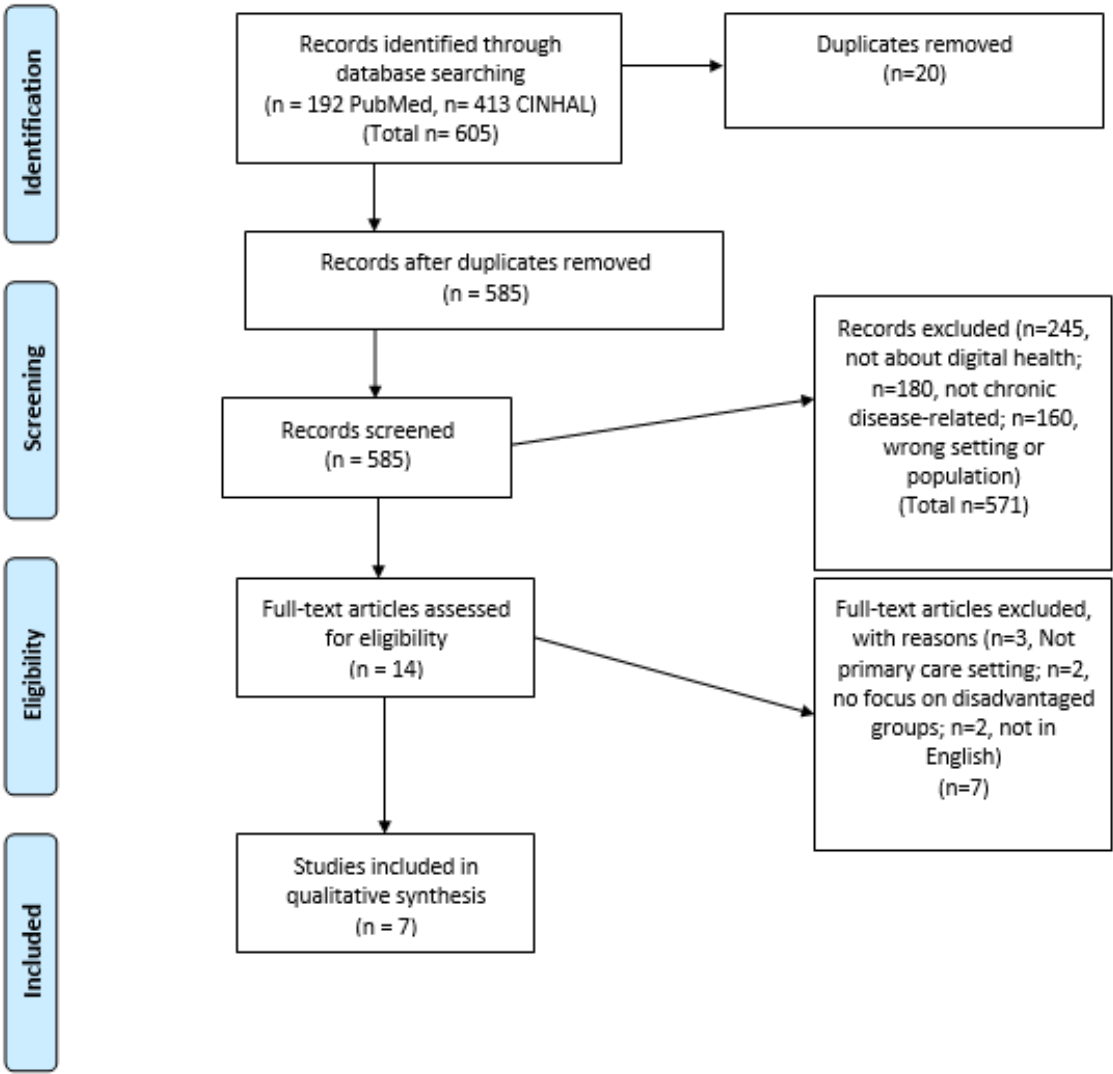 Identification
Records identified through
database searching
(n = 192 PubMed, n= 413 CINHAL)
(Total n= 605)
Duplicates removed
(n=20)
Records after duplicates removed
(n = 585)
Screening
Records screened
(n = 585)
Records excluded (n=245,
not about digital health;
n=180, not chronic
disease-related; n=160,
wrong setting or
population)
(Total n=571)
Eligibility
Full-text articles assessed
for eligibility
(n = 14)
Full-text articles excluded,
with reasons (n=3, Not
primary care setting; n=2,
no focus on disadvantaged
groups; n=2, not in
English)
(n=7)
Included
Studies included in
qualitative synthesis
(n = 7)